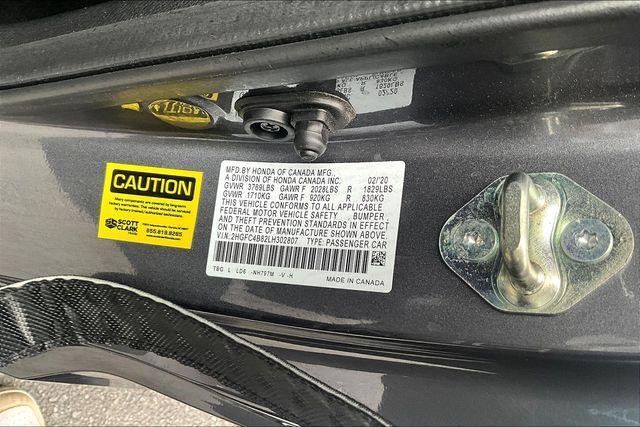 CAUTION
SCOTT
CLARK
855.818.8265
MFD.BY HONDA OF CANADA MFG.,
A DIVISION OF HONDA CANADA INC. 02/'20
GVWR 3769LBS GAWR F 2028LBS R 1829LBS
GVWR 1710KG GAWR F 920KG R 830KG
THIS VEHICLE CONFORMS TO ALL APPLICABLE
FEDERAL MOTOR VEHICLE SAFETY, BUMPER,
AND THEFT PREVENTION STANDARDS IN EFFECT
ON THE DATE OF MANUFACTURE SHOWN ABOVE.
V.I.N.:2HGFC4B82LH302807 TYPE: PASSENGER CAR
TBG L LD6 -NH797M -V -H
MADE IN CANADA